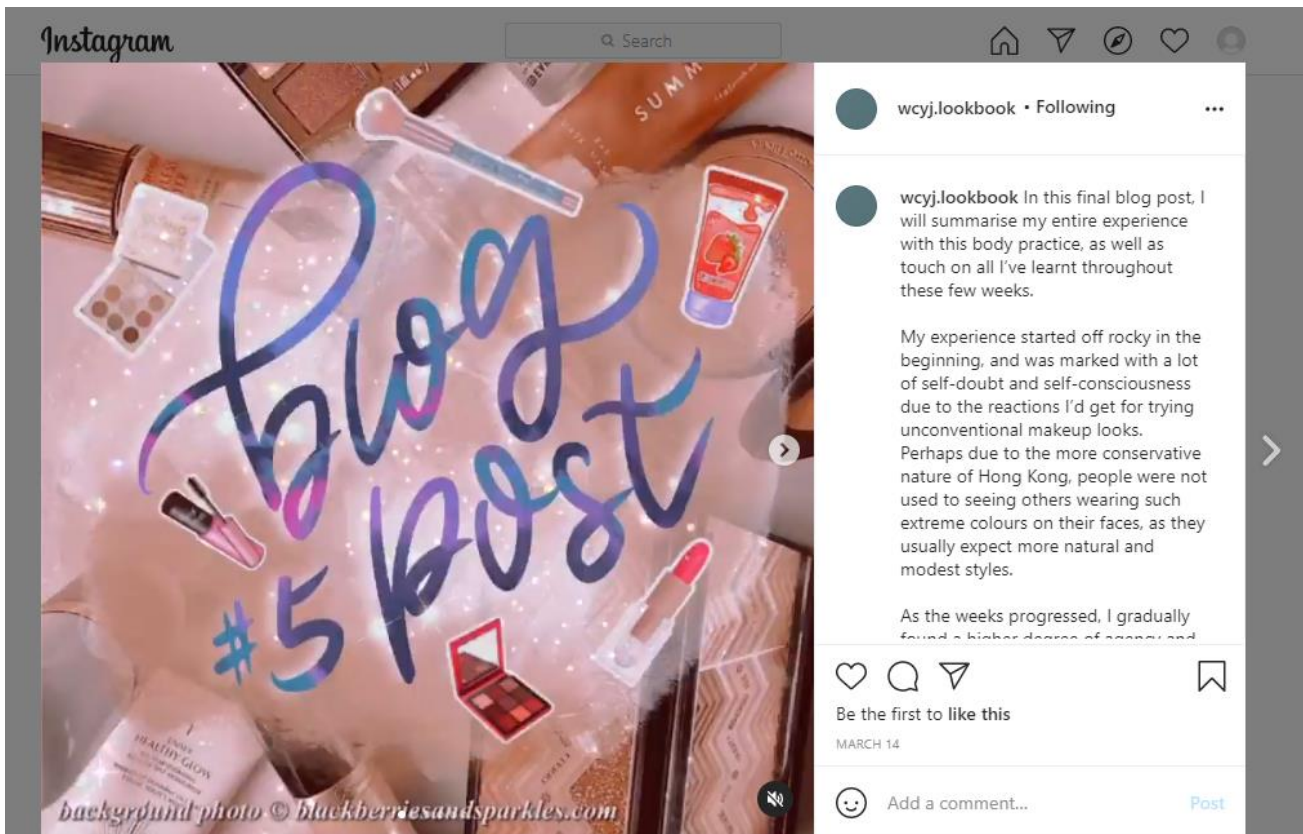 Instagram
Search
SUMM
blog
post
#5
HEALTHY GLOW
background photo © blackberriesandsparkles.com
wcyj.lookbook • Following
wcyj.lookbook In this final blog post, I
will summarise my entire experience
with this body practice, as well as
touch on all I've learnt throughout
these few weeks.
My experience started off rocky in the
beginning, and was marked with a lot
of self-doubt and self-consciousness
due to the reactions I'd get for trying
unconventional makeup looks.
Perhaps due to the more conservative
nature of Hong Kong, people were not
used to seeing others wearing such
extreme colours on their faces, as they
usually expect more natural and
modest styles.
As the weeks progressed, I gradually
found a higher degree of agency and
Be the first to like this
MARCH 14
Add a comment...
Post